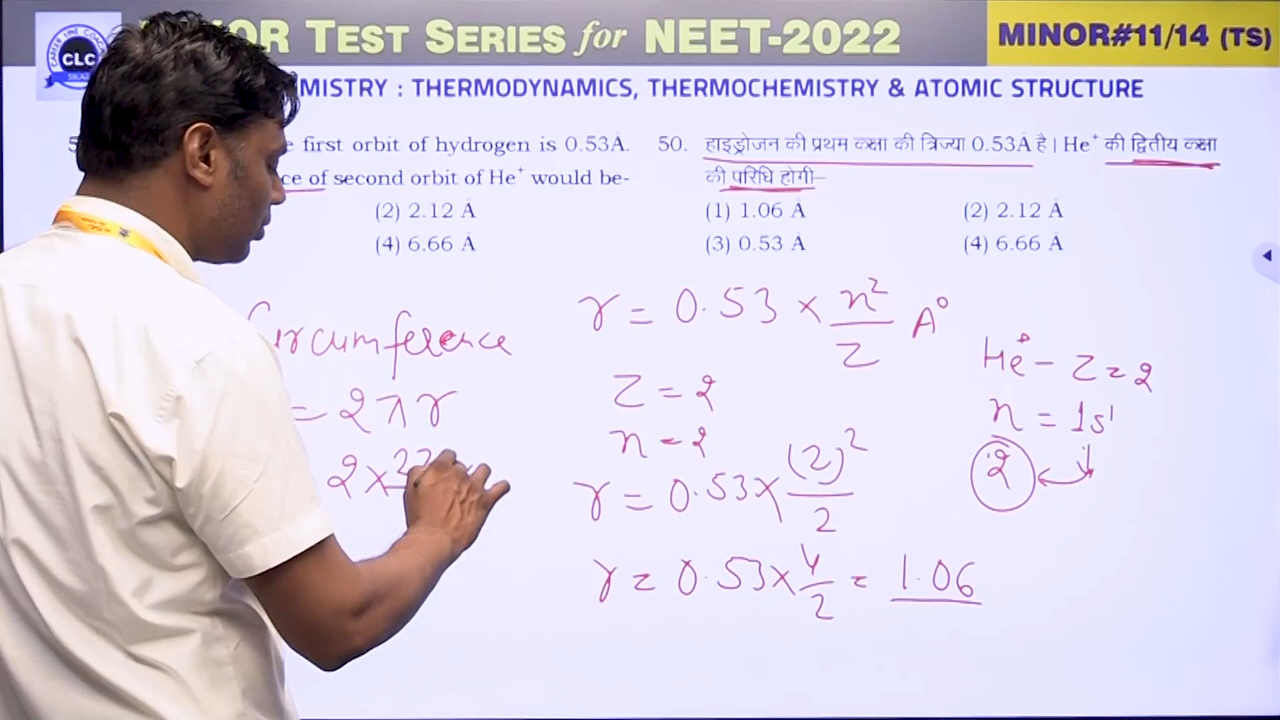 TEST SERIES for NEET-2022
MINOR#11/14 (TS)
CLC
MISTRY : THERMODYNAMICS, THERMOCHEMISTRY & ATOMIC STRUCTURE
first orbit of hydrogen is 0.53Å.
of second orbit of He⁺ would be-
(2) 2.12 Å
(4) 6.66 Å
50. हाइड्रोजन की प्रथम कक्षा की त्रिज्या 0.53Å है। He⁺ की द्वितीय कक्षा
की परिधि होगी–
(1) 1.06 Å (2) 2.12 Å
(3) 0.53 Å (4) 6.66 Å
Circumference
= 2πr
2 × 22
r = 0.53 × n²/z A°
z = 2
n = 2
r = 0.53 × (2)²/2
r = 0.53 × 4/2 = 1.06
He⁺ - z = 2
n = 1s¹
2